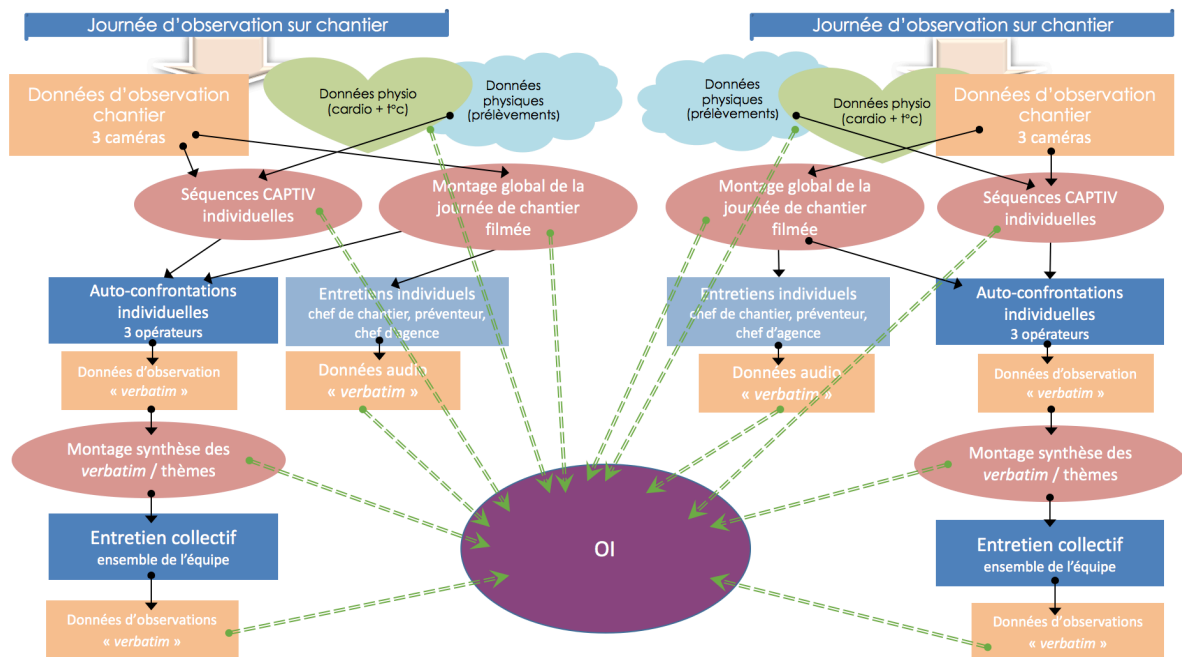 Journée d'observation sur chantier
Données d'observation
chantier
3 caméras
Données physio
(cardio + t°c)
Données
physiques
(prélèvements)
Séquences CAPTIV
individuelles
Montage global de la
journée de chantier
filmée
Auto-confrontations
individuelles
3 opérateurs
Entretiens individuels
chef de chantier, préventeur,
chef d'agence
Données d'observation
« verbatim »
Données audio
« verbatim »
Montage synthèse des
verbatim / thèmes
Entretien collectif
ensemble de l'équipe
Données d'observations
« verbatim »
OI
Journée d'observation sur chantier
Données
physiques
(prélèvements)
Données physio
(cardio + t°c)
Données d'observation
chantier
3 caméras
Montage global de la
journée de chantier
filmée
Séquences CAPTIV
individuelles
Entretiens individuels
chef de chantier, préventeur,
chef d'agence
Auto-confrontations
individuelles
3 opérateurs
Données audio
« verbatim »
Données d'observation
« verbatim »
Montage synthèse des
verbatim / thèmes
Entretien collectif
ensemble de l'équipe
Données d'observations
« verbatim »